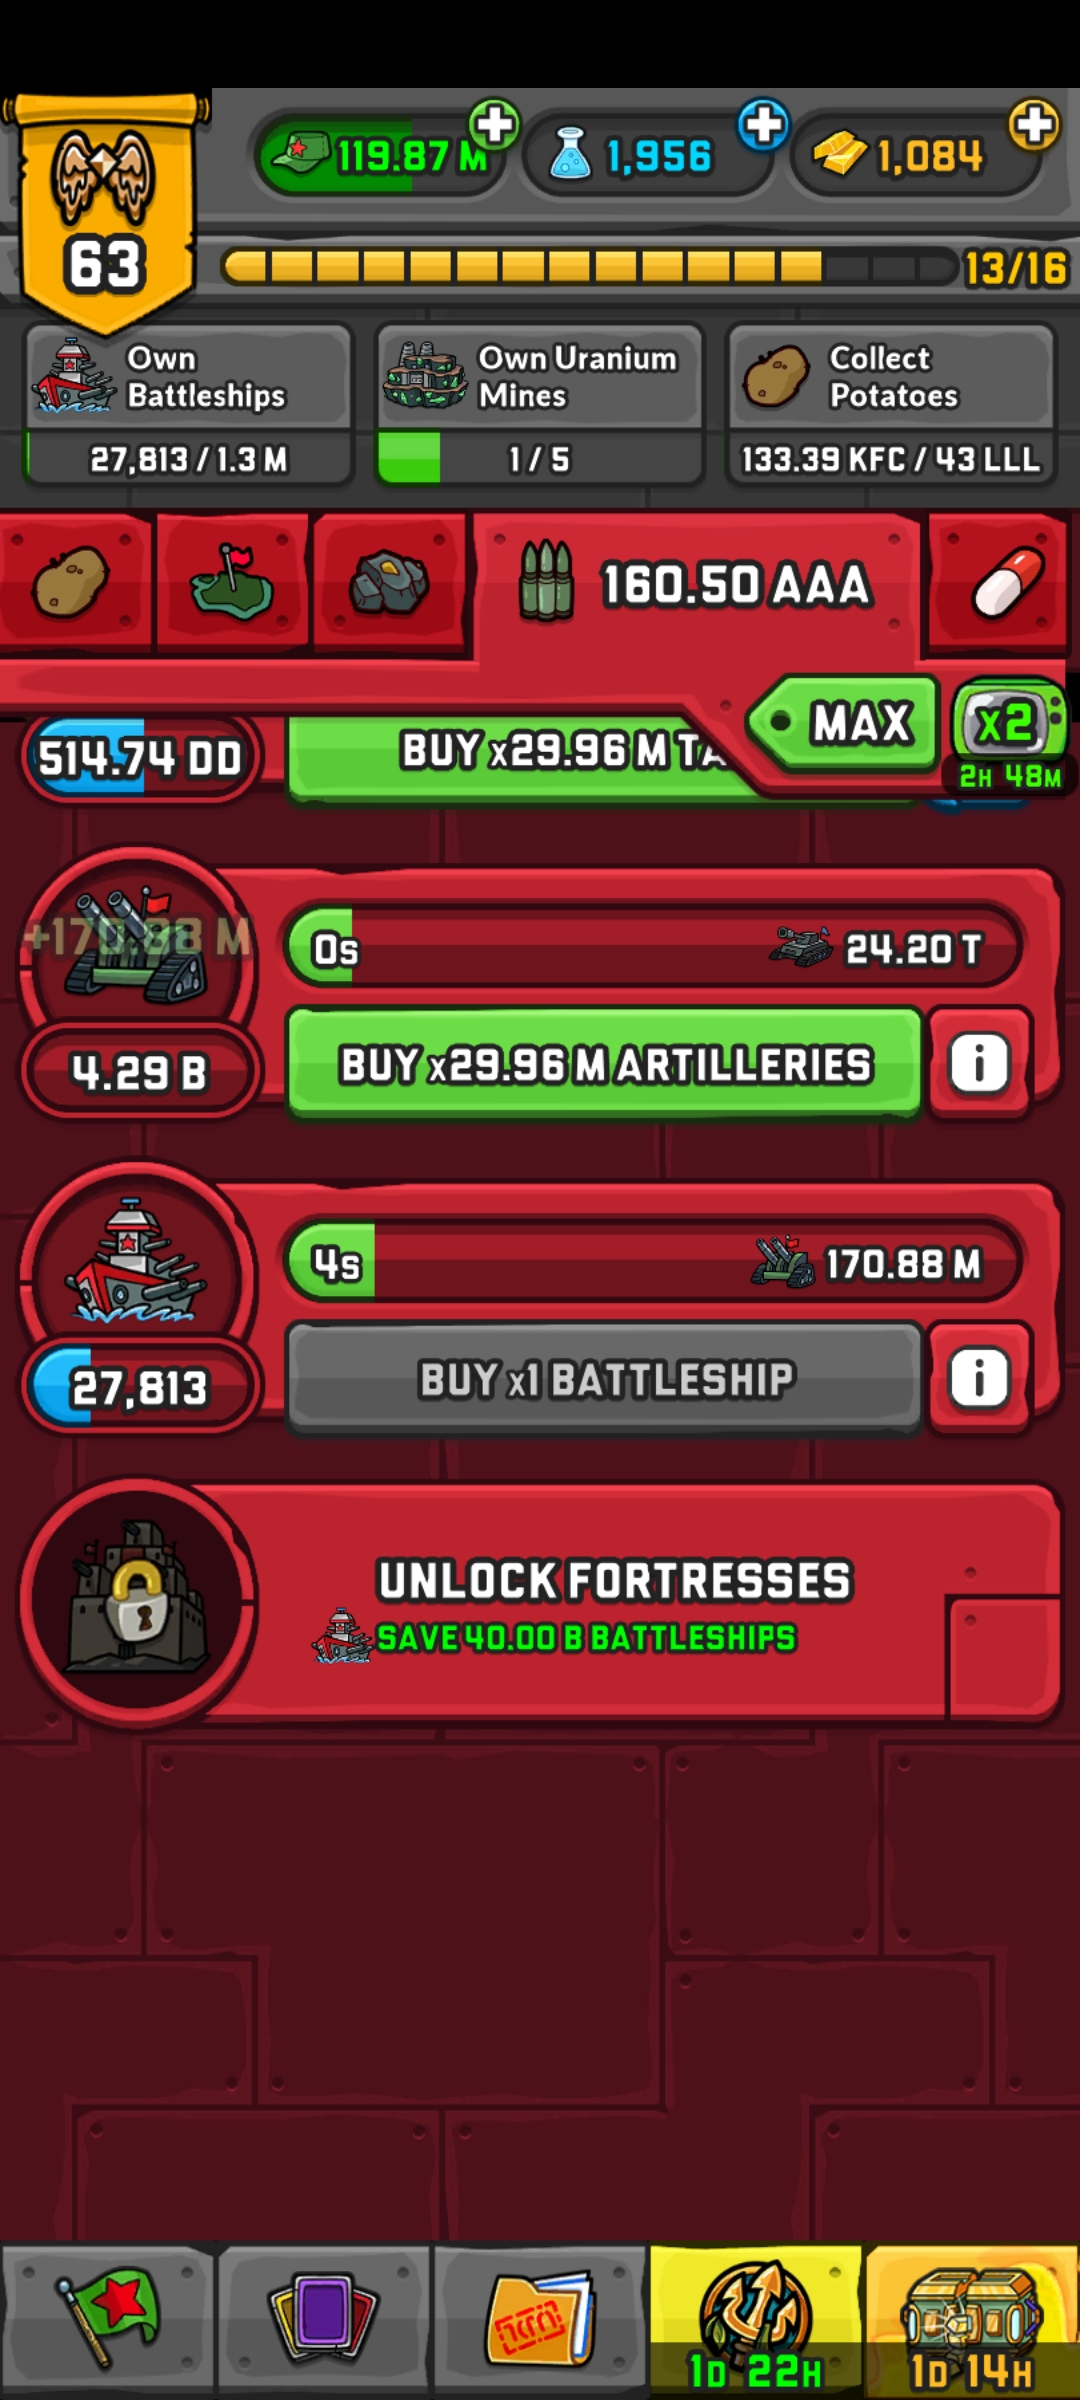 119.87 M
1,956
1,084
63
13/16
Own
Battleships
27,813 / 1.3 M
Own Uranium
Mines
1 / 5
Collect
Potatoes
133.39 KFC / 43 LLL
160.50 AAA
MAX
x2
2H 48M
514.74 DD
BUY x29.96 M TA
+170.88 M
0s
24.20 T
4.29 B
BUY x29.96 M ARTILLERIES
i
4s
170.88 M
27,813
BUY x1 BATTLESHIP
i
UNLOCK FORTRESSES
SAVE 40.00 B BATTLESHIPS
1D 22H
1D 14H